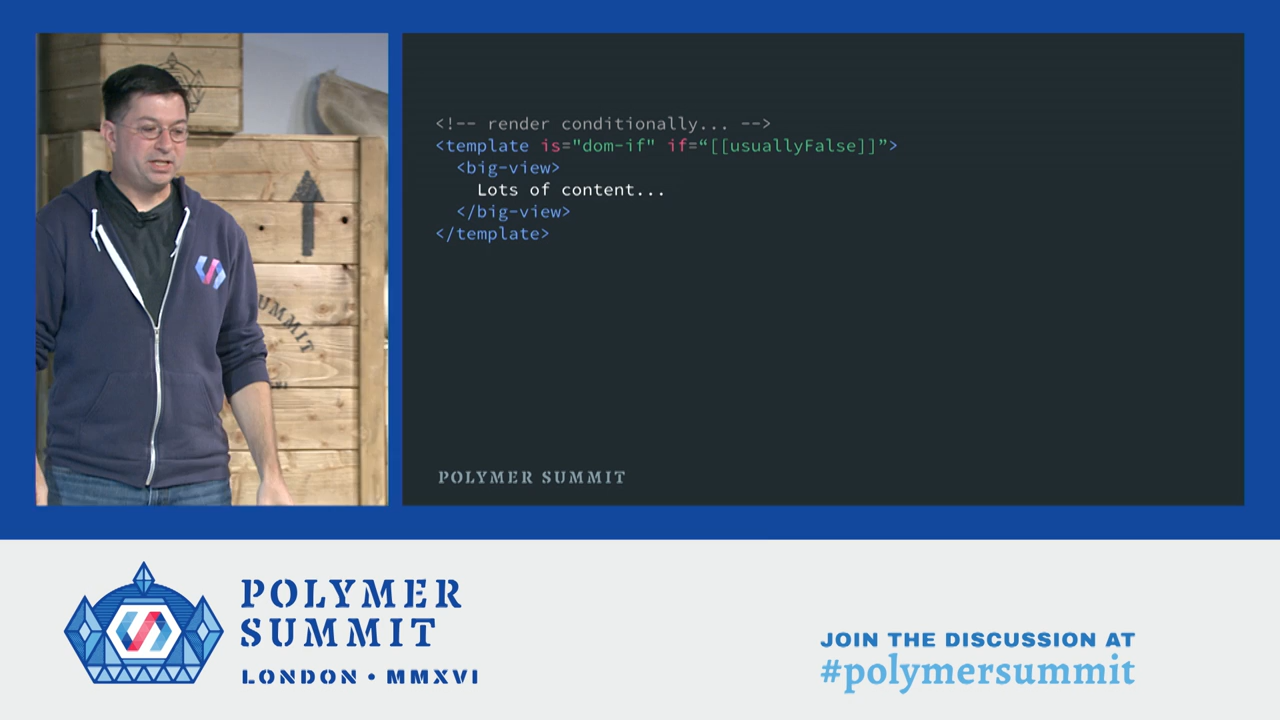 <!-- render conditionally... -->
<template is="dom-if" if=“[[usuallyFalse]]”>
<big-view>
Lots of content...
</big-view>
</template>
POLYMER SUMMIT
SUMMIT
POLYMER
SUMMIT
LONDON • MMXVI
JOIN THE DISCUSSION AT
#polymersummit